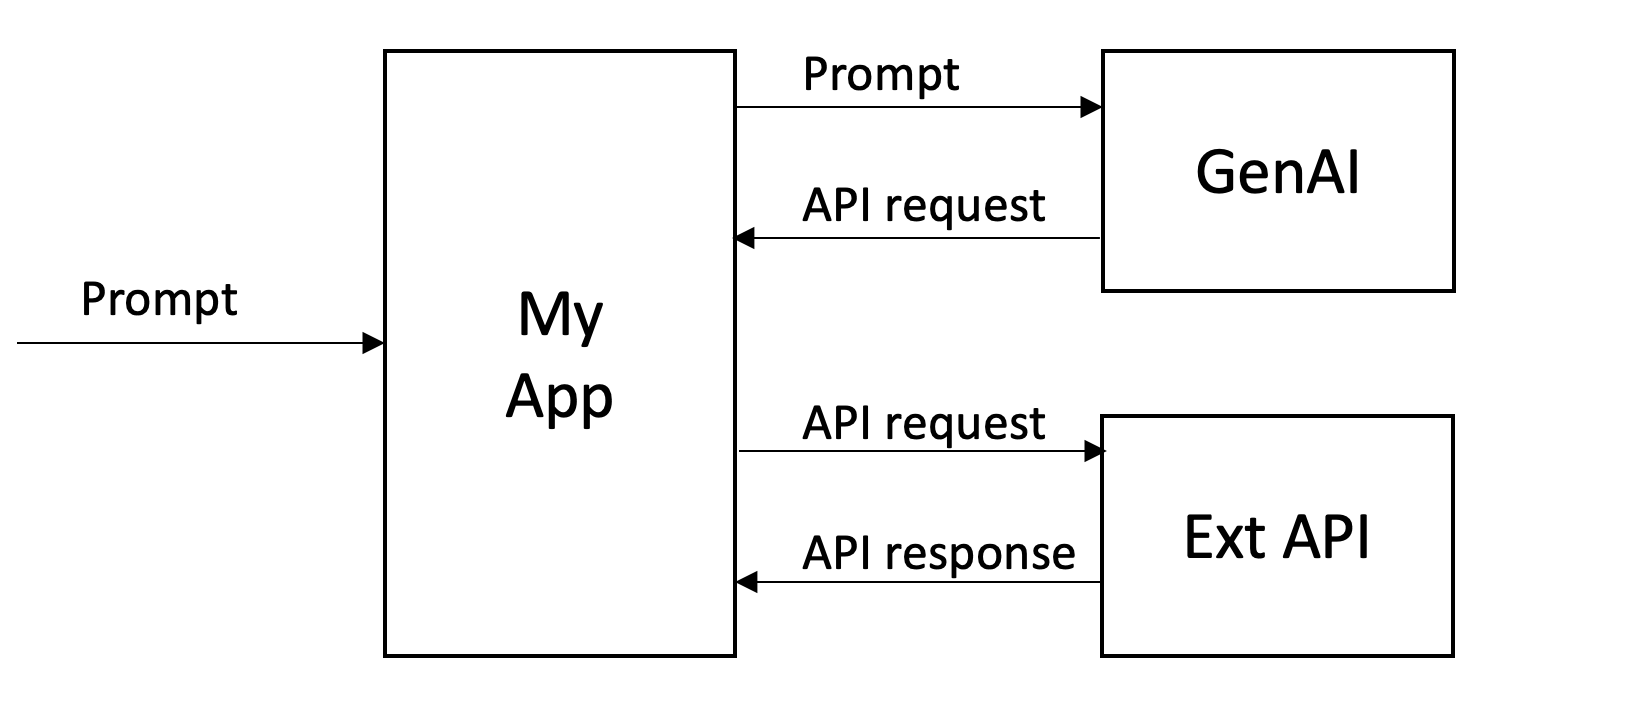 Prompt
My
App
Prompt
API request
GenAI
API request
API response
Ext API